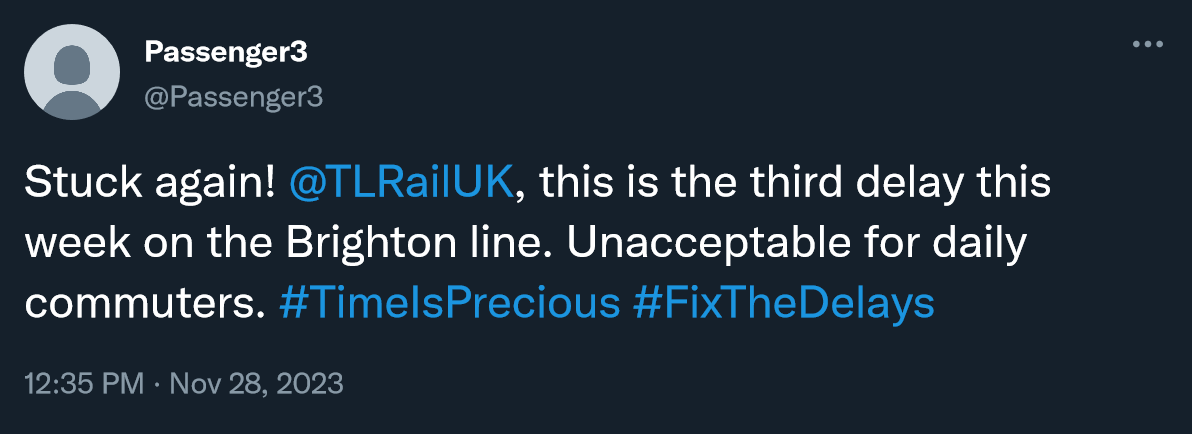 Passenger3
@Passenger3
Stuck again! @TLRailUK, this is the third delay this
week on the Brighton line. Unacceptable for daily
commuters. #TimeIsPrecious #FixTheDelays
12:35 PM · Nov 28, 2023